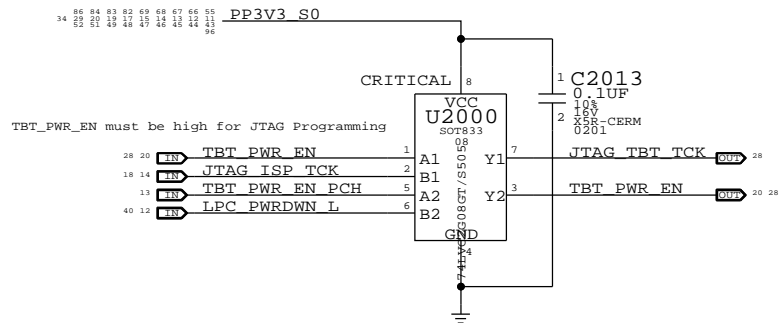 86 84 83 82 69 68 67 66 55
34 29 20 19 17 15 14 13 12 11
52 51 49 48 47 46 45 44 43
96
PP3V3_S0
CRITICAL
8
VCC
U2000
SOT833
08
74LVC2G08GT/S505
GND
4
1 C2013
0.1UF
10%
16V
2 X5R-CERM
0201
TBT_PWR_EN must be high for JTAG Programming
28 20 IN TBT_PWR_EN 1 A1 Y1 7 JTAG_TBT_TCK OUT 28
18 14 IN JTAG_ISP_TCK 2 B1
13 IN TBT_PWR_EN_PCH 5 A2 Y2 3 TBT_PWR_EN OUT 20 28
40 12 IN LPC_PWRDWN_L 6 B2